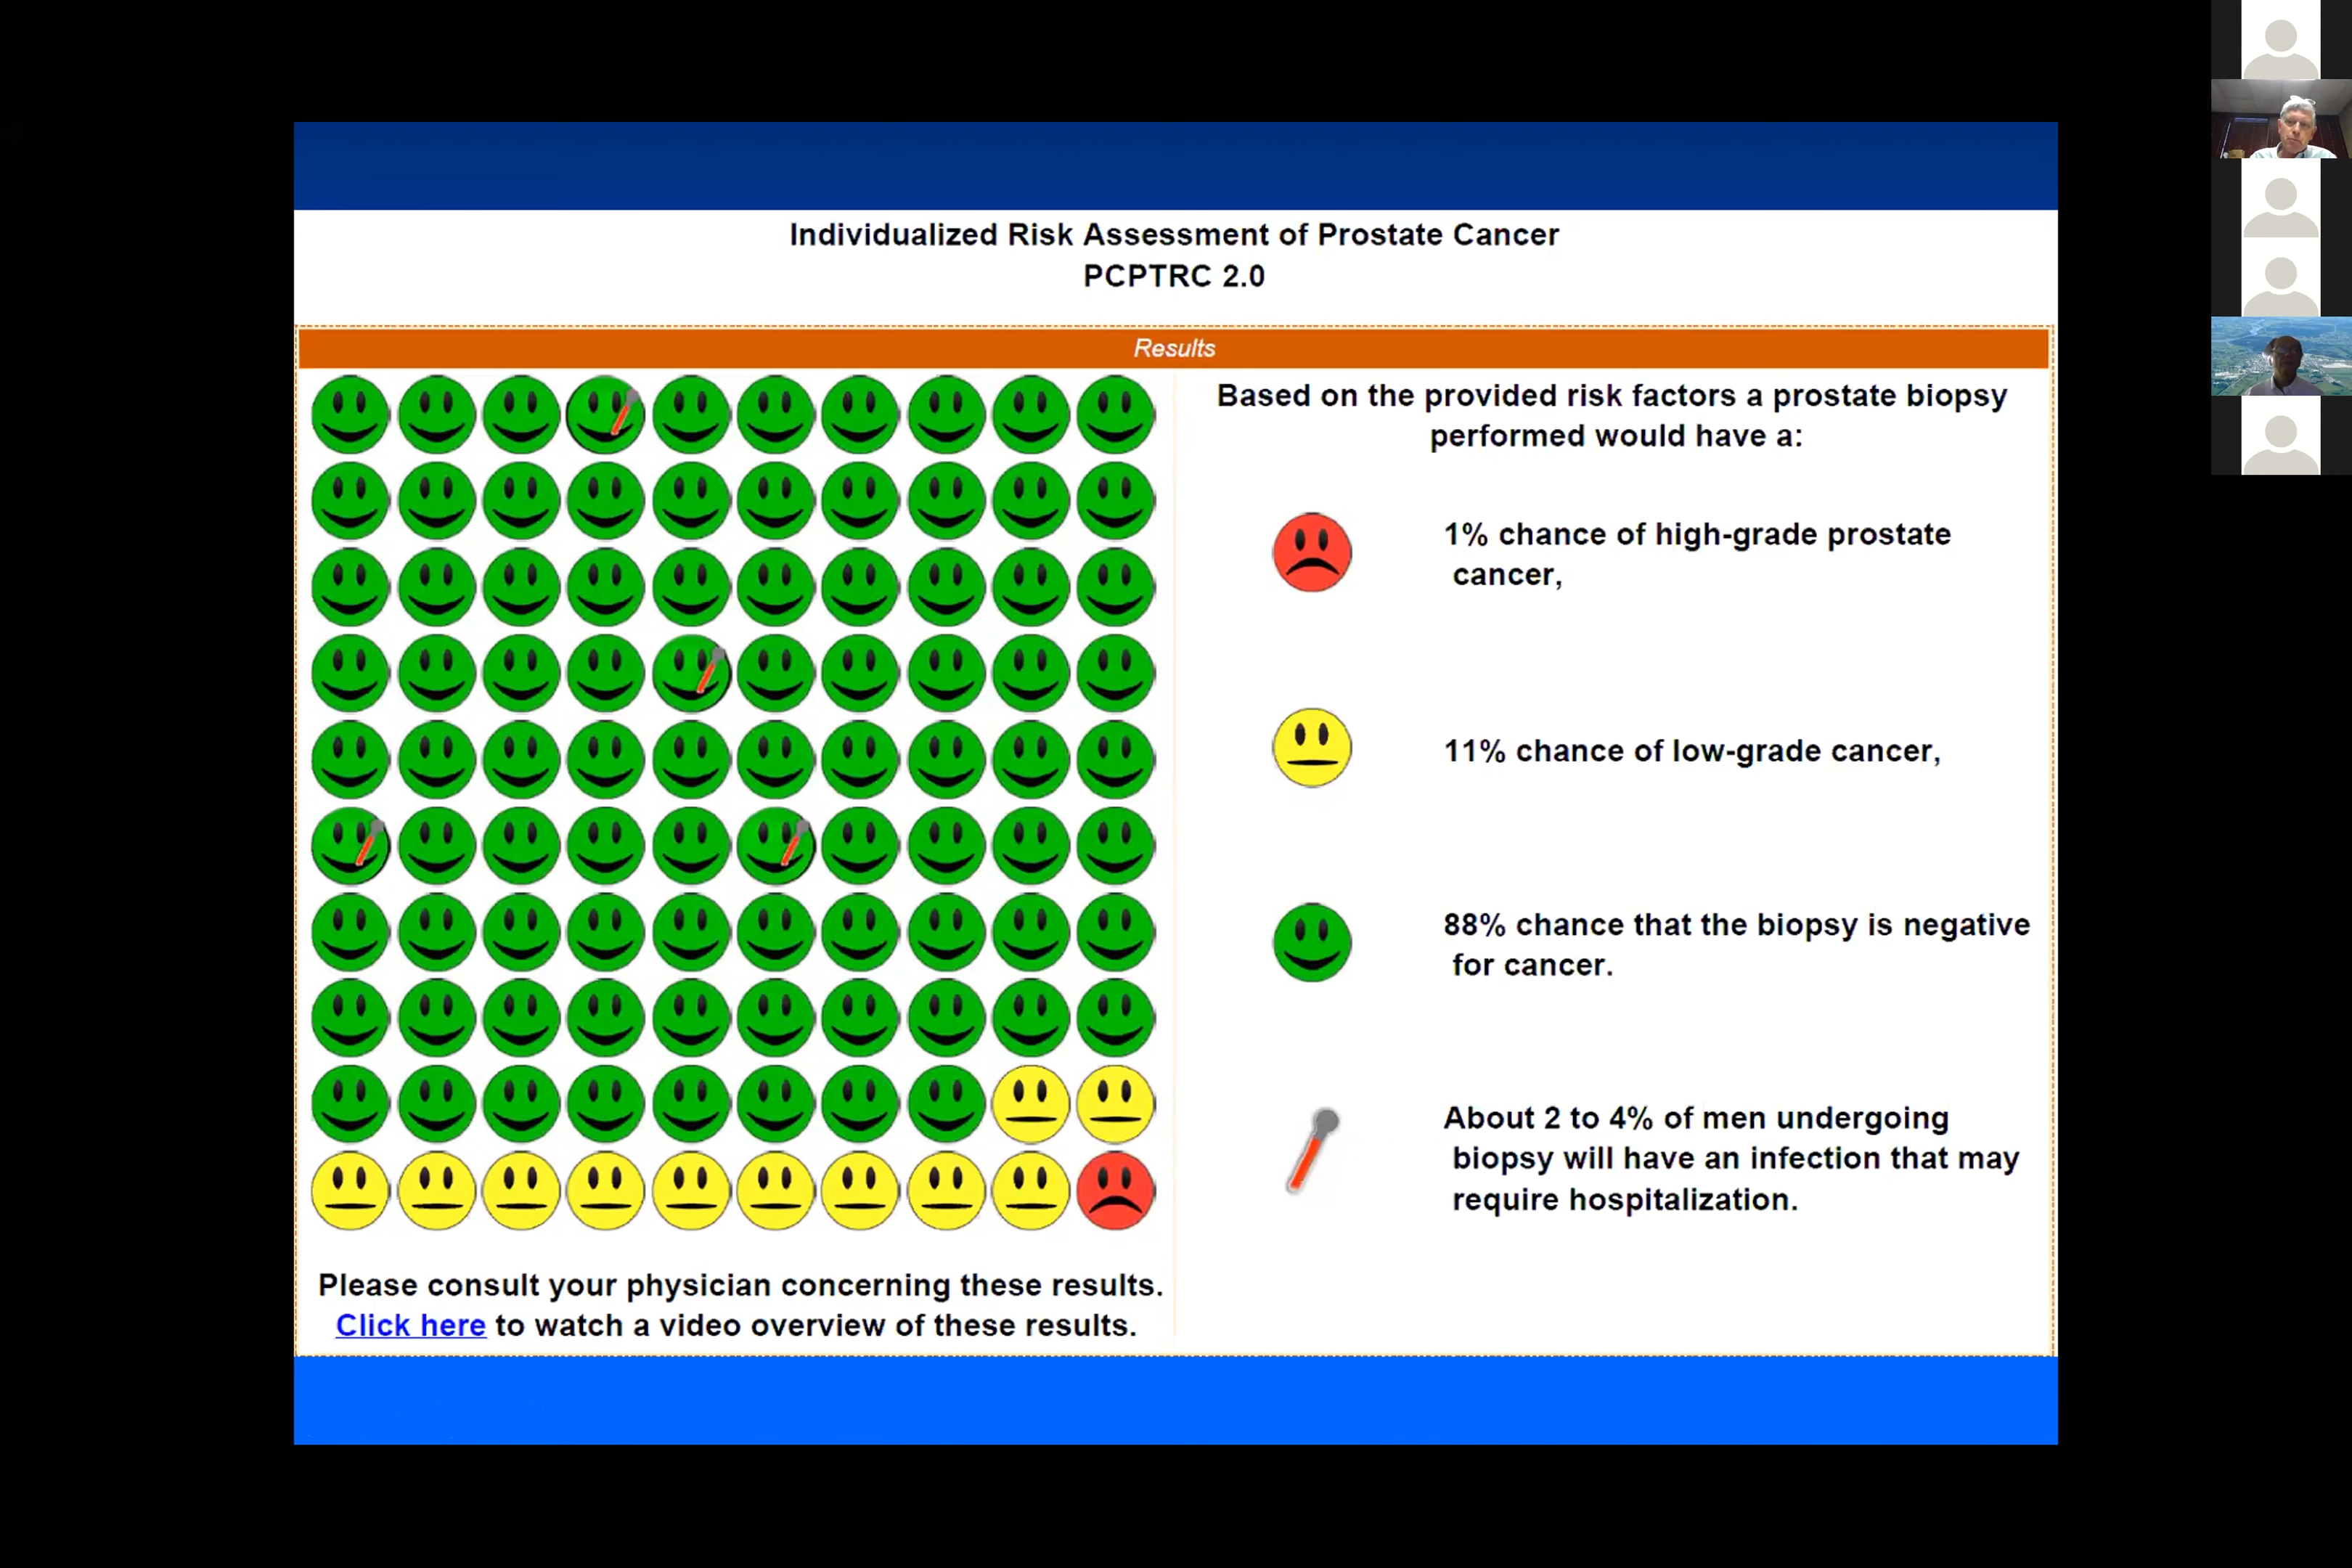 Individualized Risk Assessment of Prostate Cancer
PCPTRC 2.0
Results
Based on the provided risk factors a prostate biopsy
performed would have a:
1% chance of high-grade prostate
cancer,
11% chance of low-grade cancer,
88% chance that the biopsy is negative
for cancer.
About 2 to 4% of men undergoing
biopsy will have an infection that may
require hospitalization.
Please consult your physician concerning these results.
Click here to watch a video overview of these results.